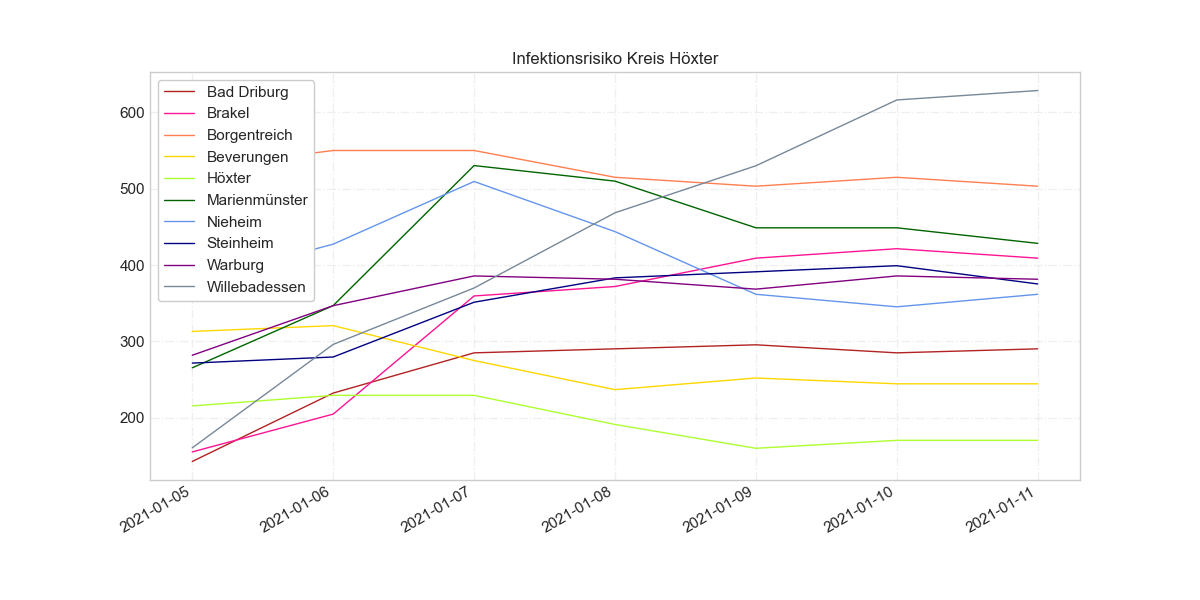 Infektionsrisiko Kreis Höxter
Bad Driburg
Brakel
Borgentreich
Beverungen
Höxter
Marienmünster
Nieheim
Steinheim
Warburg
Willebadessen
600
500
400
300
200
2021-01-05
2021-01-06
2021-01-07
2021-01-08
2021-01-09
2021-01-10
2021-01-11